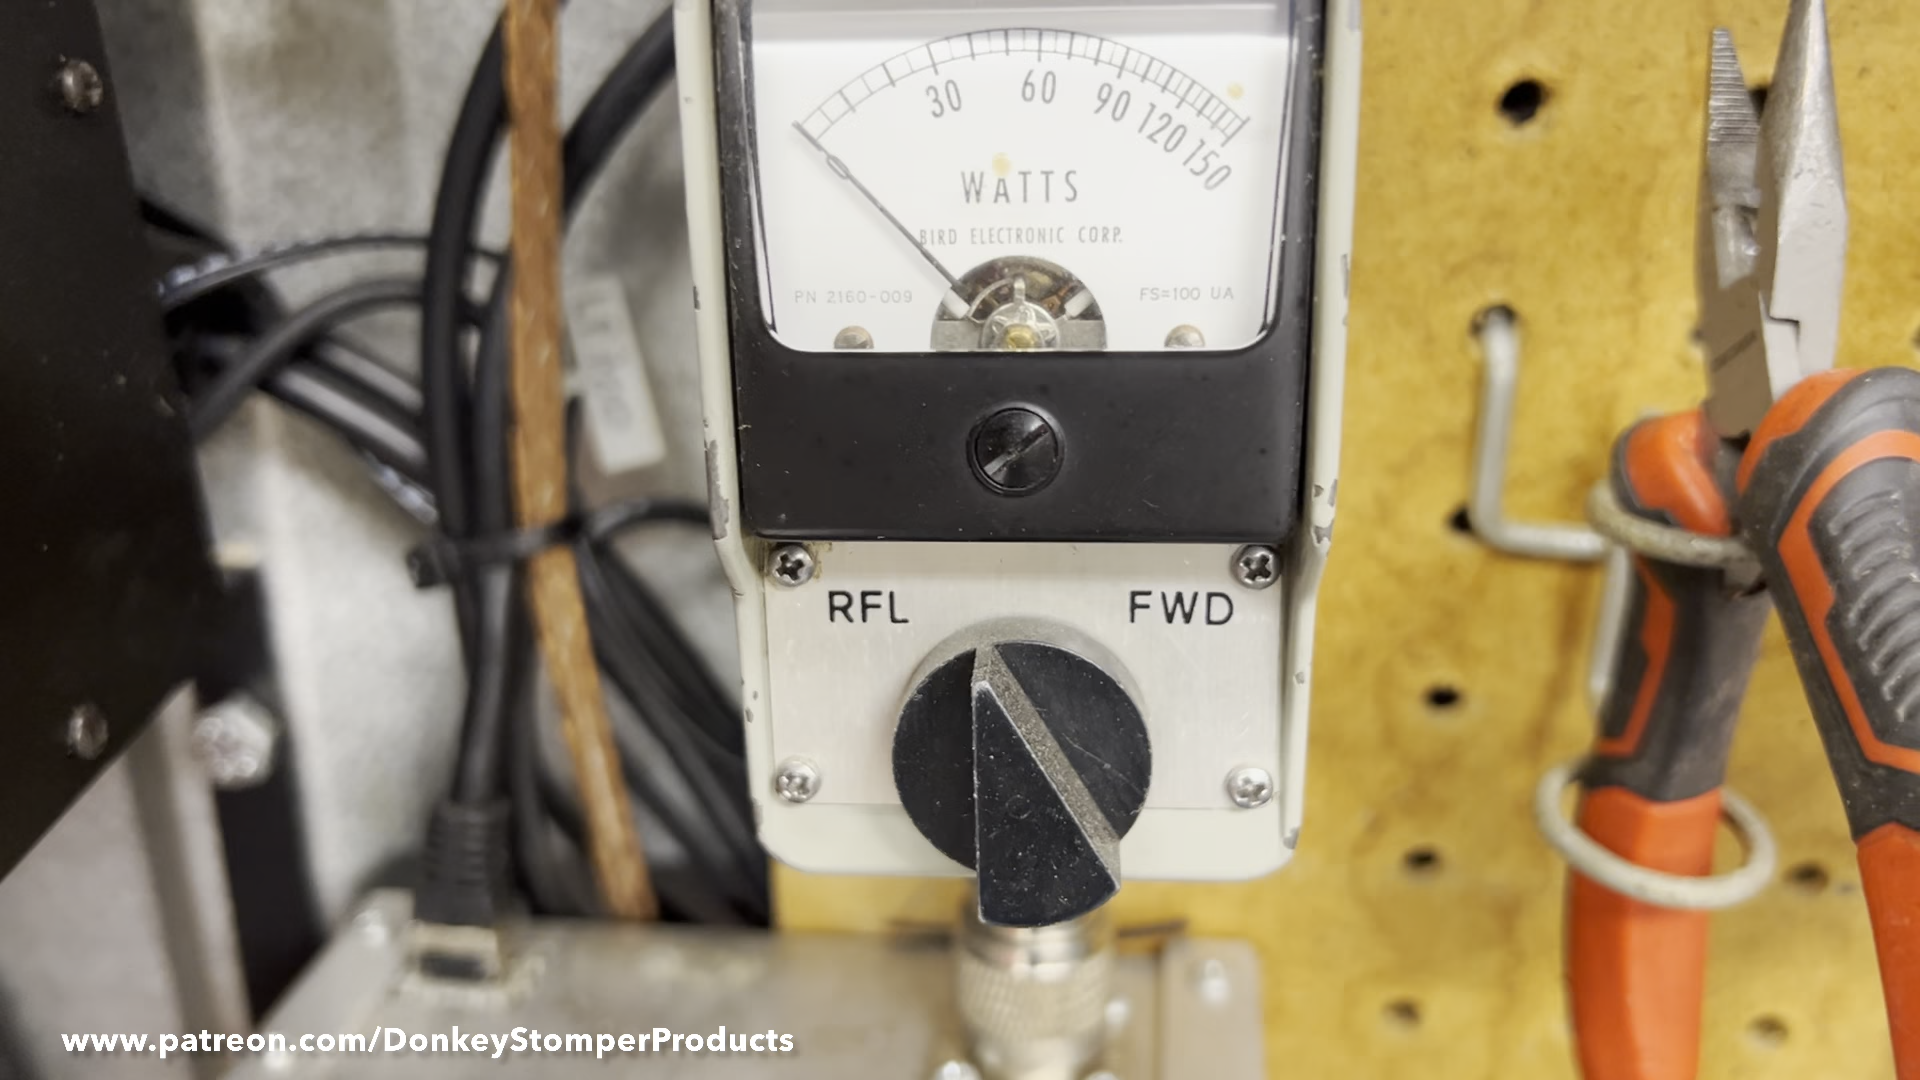 30 60 90 120 150
WATTS
BIRD ELECTRONIC CORP.
PN 2160-009 FS=100 UA
RFL FWD
www.patreon.com/DonkeyStomperProducts